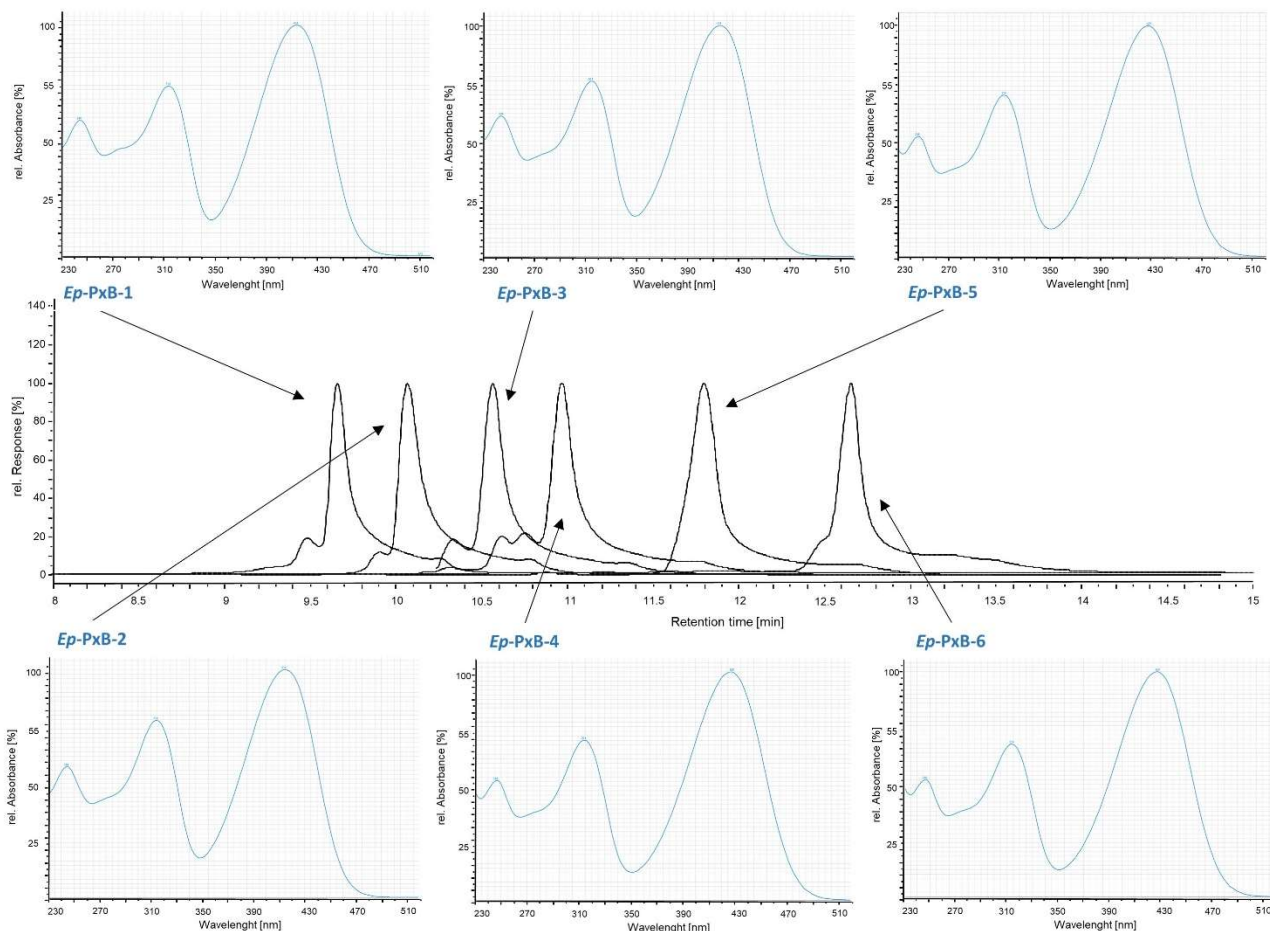 100
55
50
25
rel. Absorbance [%]
230 270 310 350 390 430 470 510
Wavelenght [nm]
100
55
50
25
rel. Absorbance [%]
230 270 310 350 390 430 470 510
Wavelenght [nm]
100
55
50
25
rel. Absorbance [%]
230 270 310 350 390 430 470 510
Wavelenght [nm]
Ep-PxB-1
Ep-PxB-3
Ep-PxB-5
140
120
100
80
60
40
20
0
rel. Response [%]
8 8.5 9 9.5 10 10.5 11 11.5 12 12.5 13 13.5 14 14.5 15
Retention time [min]
Ep-PxB-2
Ep-PxB-4
Ep-PxB-6
100
55
50
25
rel. Absorbance [%]
230 270 310 350 390 430 470 510
Wavelenght [nm]
100
55
50
25
rel. Absorbance [%]
230 270 310 350 390 430 470 510
Wavelenght [nm]
100
55
50
25
rel. Absorbance [%]
230 270 310 350 390 430 470 510
Wavelenght [nm]